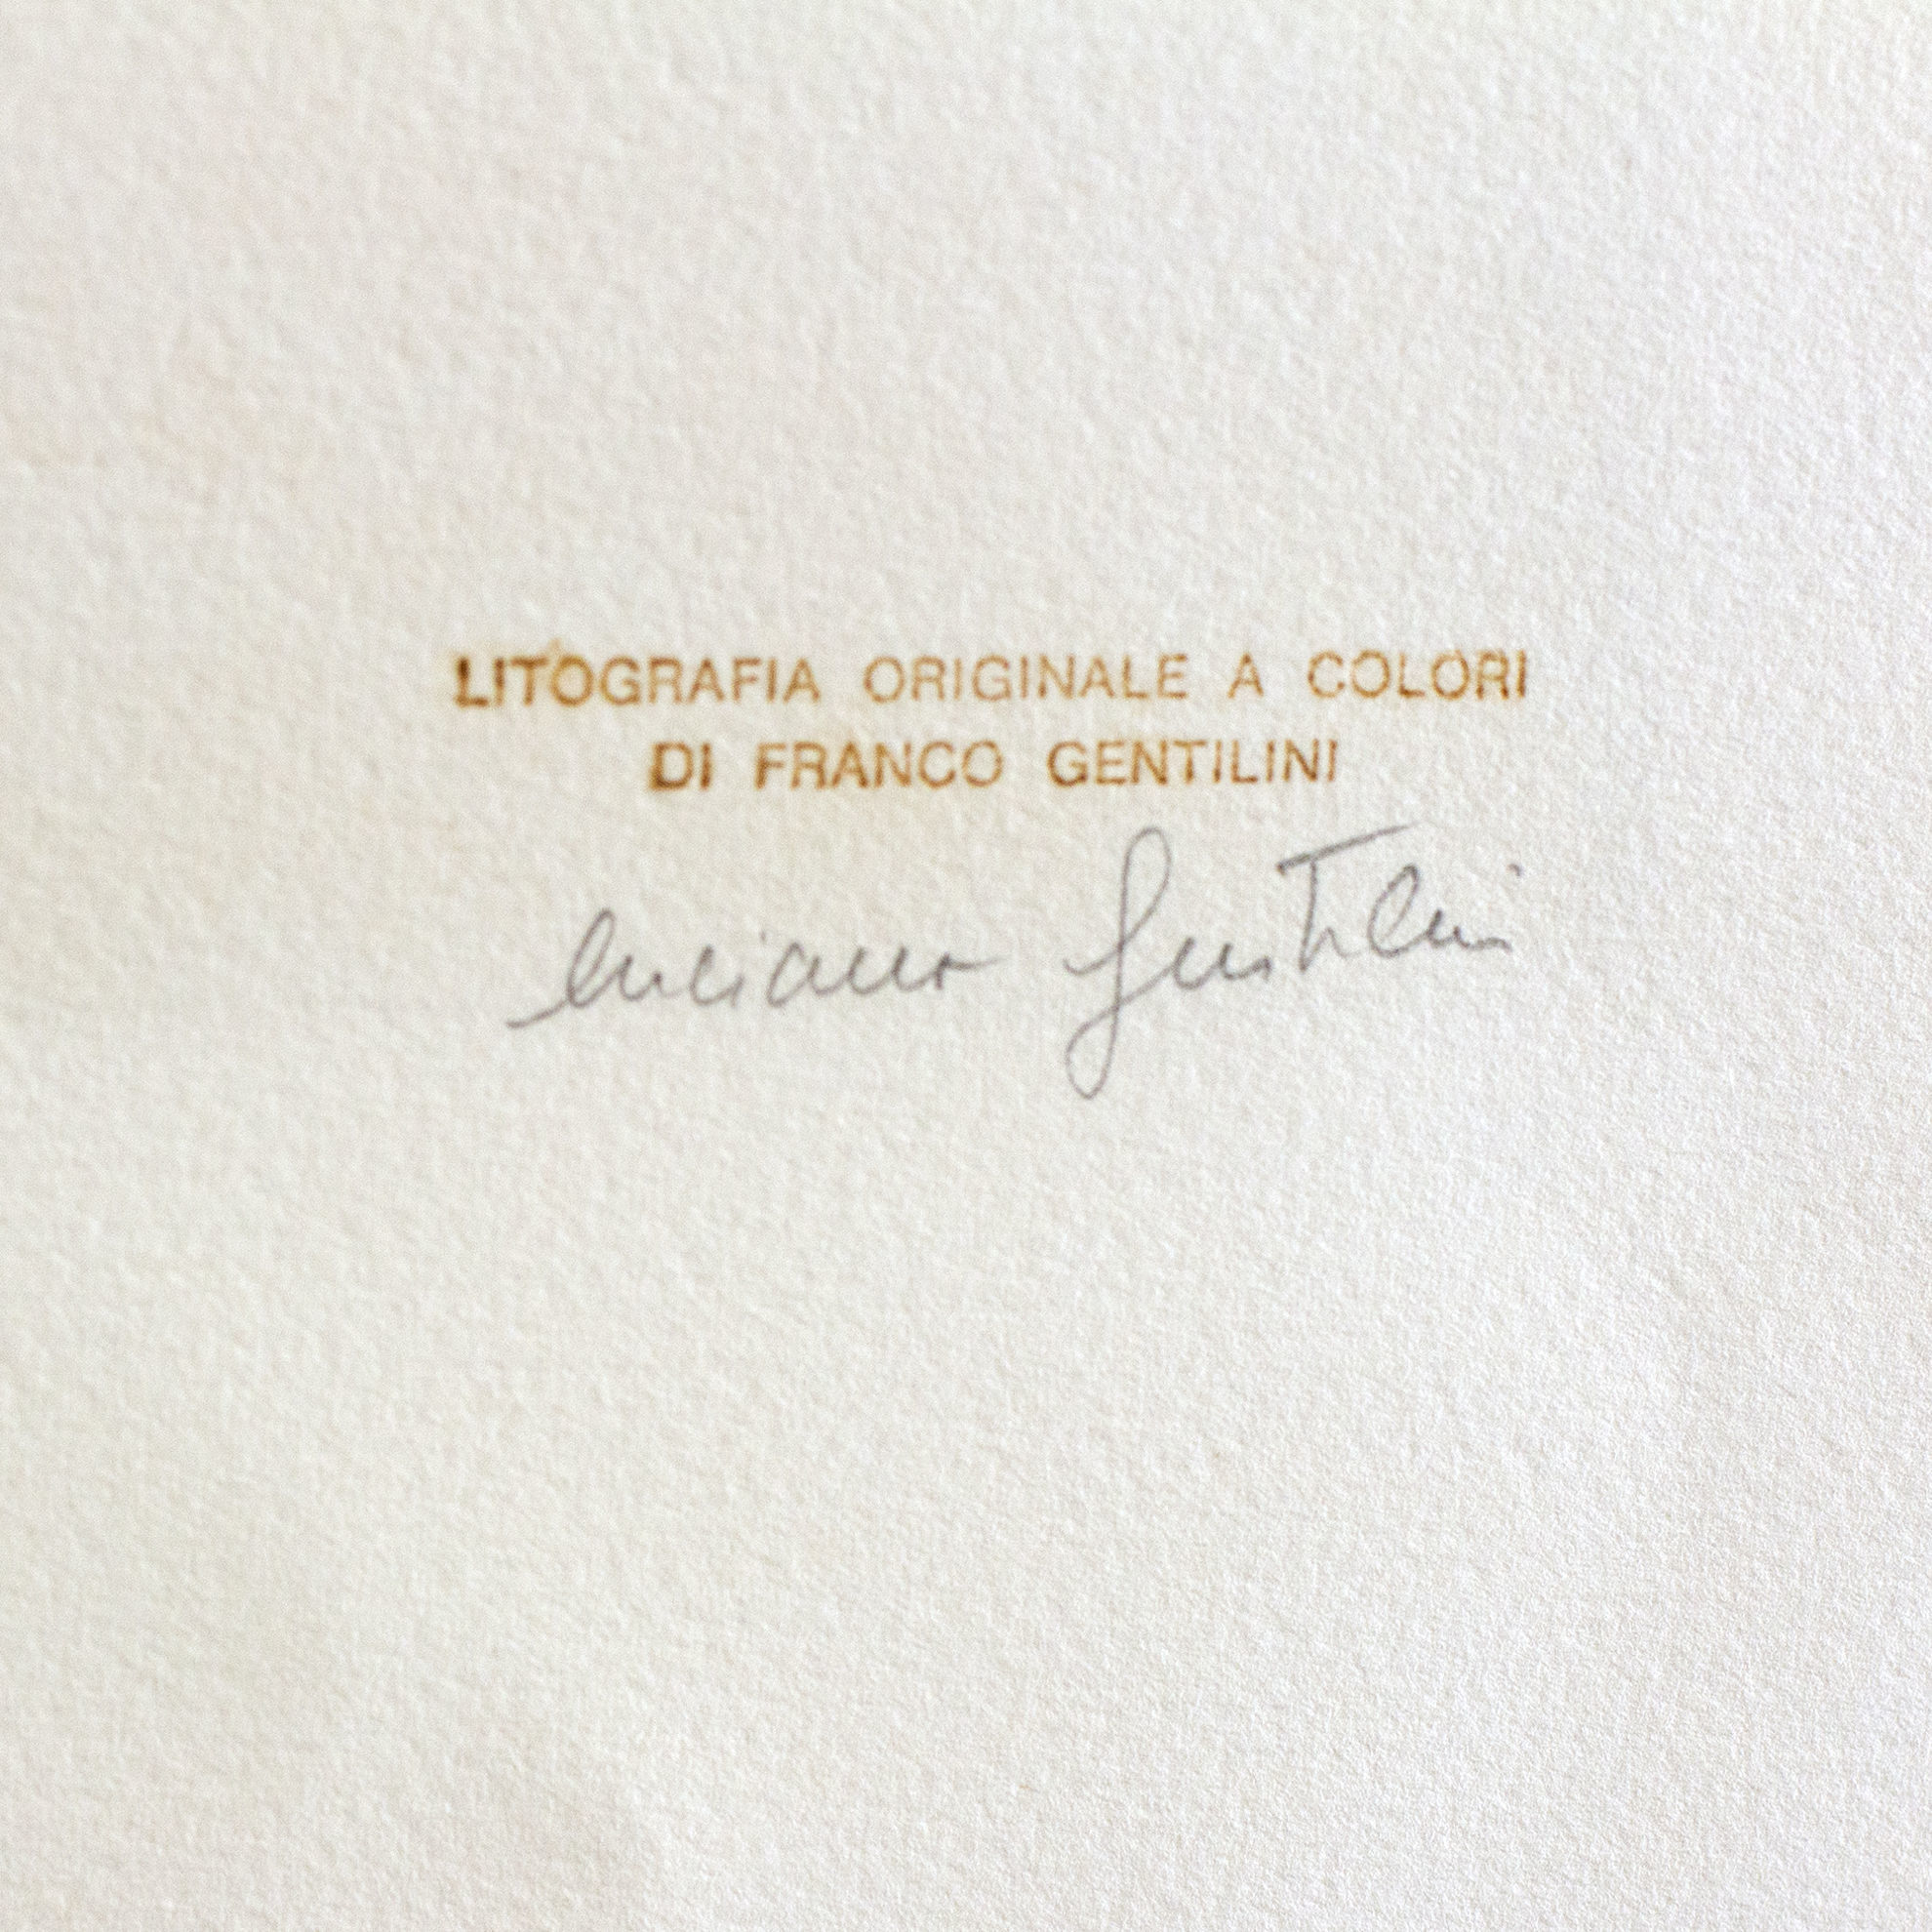 LITOGRAFIA ORIGINALE A COLORI
DI FRANCO GENTILINI
Luciana Gentilini